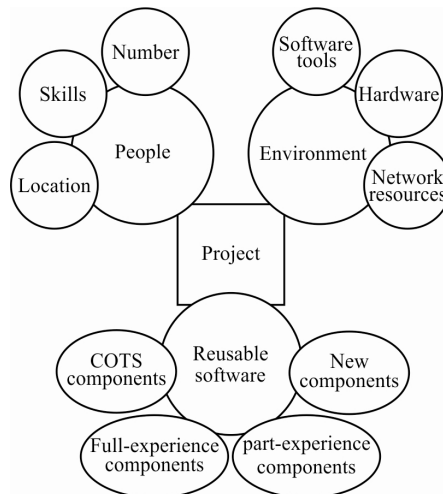 Number
Skills
Location
People
Software
tools
Hardware
Network
resources
Environment
Project
Reusable
software
COTS
components
Full-experience
components
part-experience
components
New
components